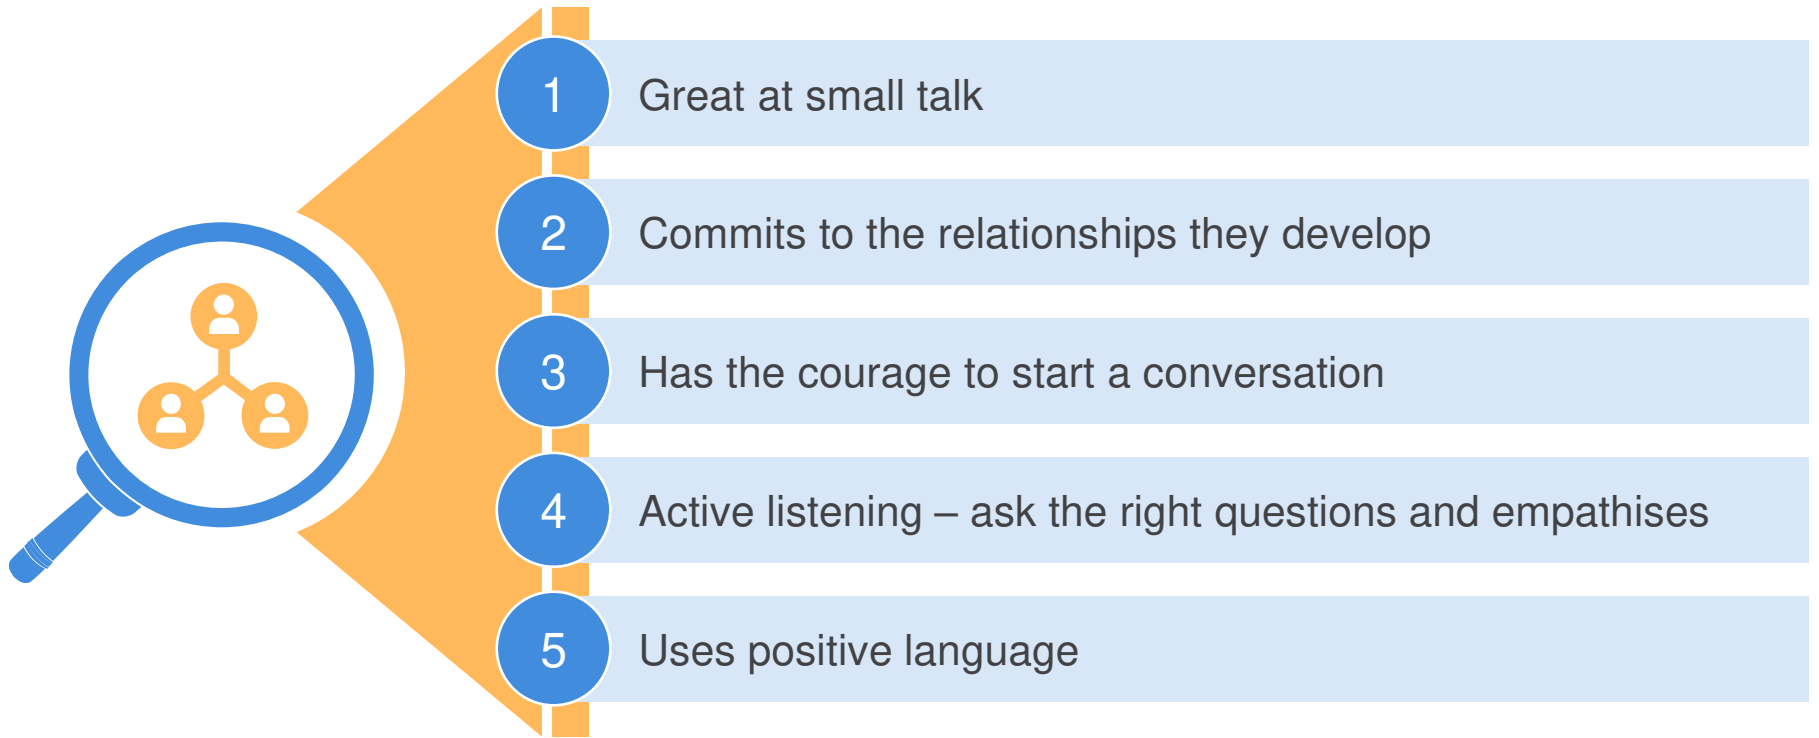 1 Great at small talk
2 Commits to the relationships they develop
3 Has the courage to start a conversation
4 Active listening – ask the right questions and empathises
5 Uses positive language